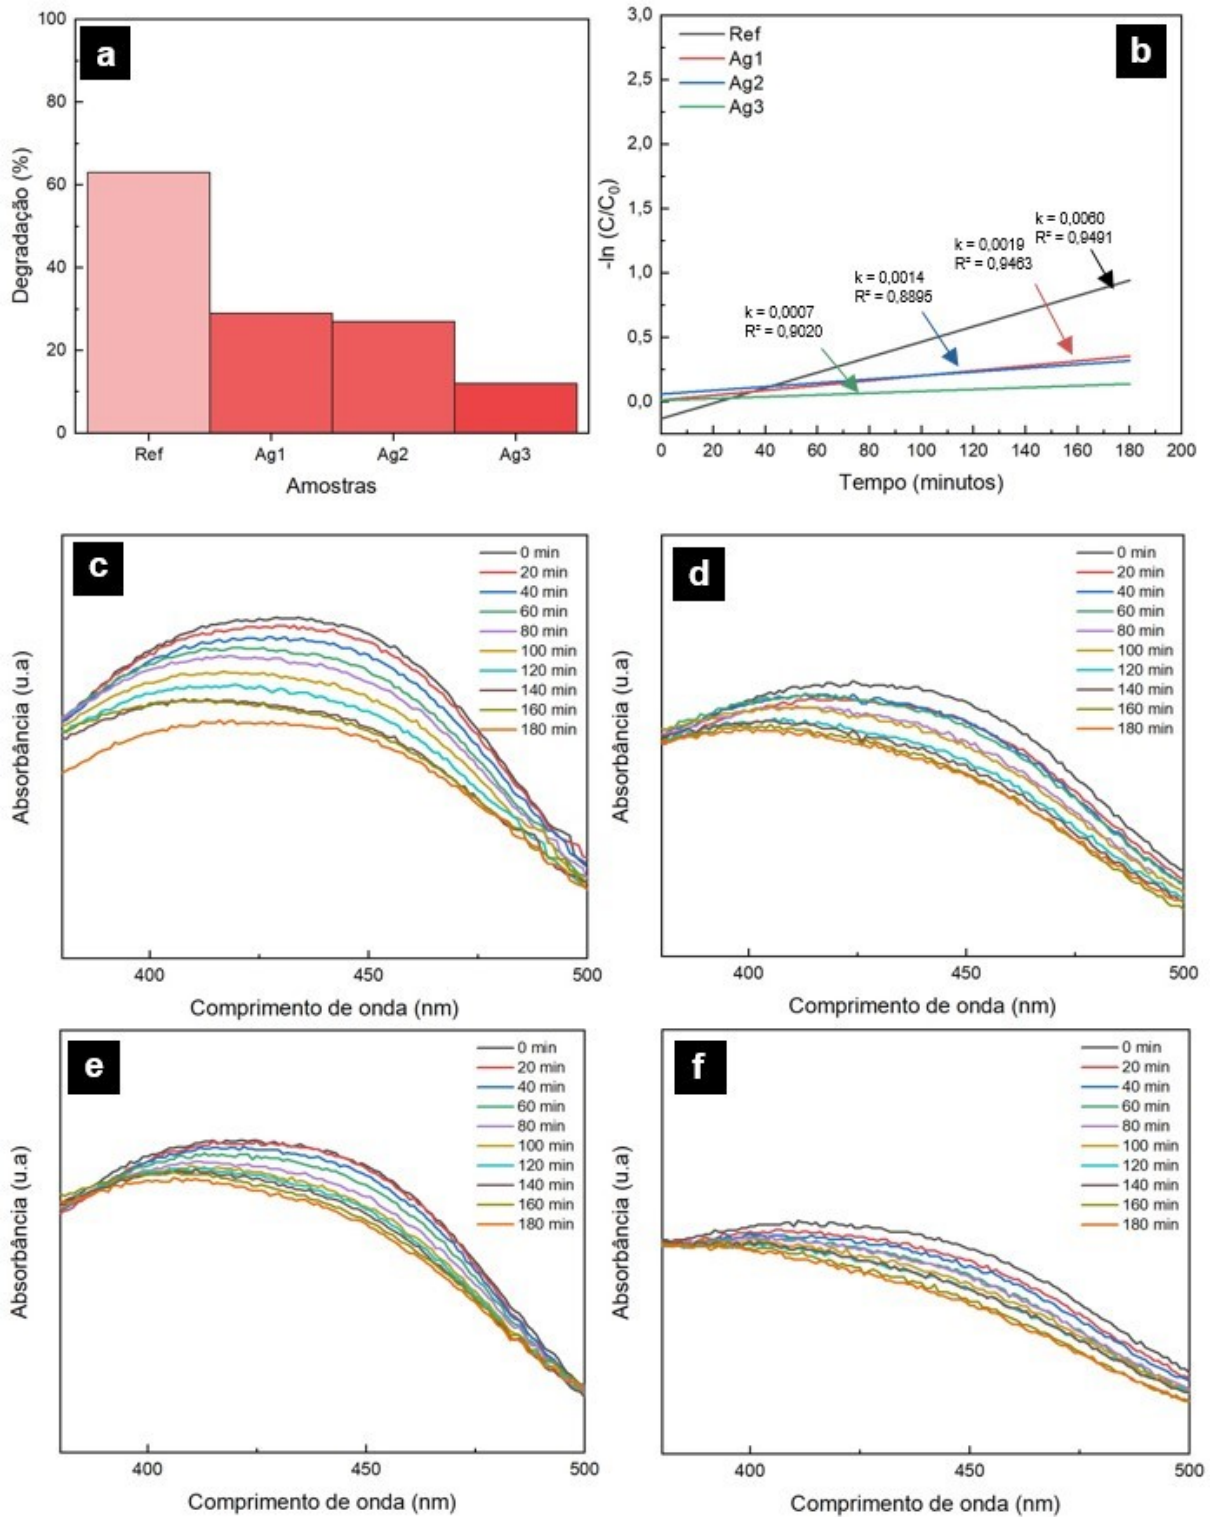 a
100
80
60
40
20
0
Degradação (%)
Ref
Ag1
Ag2
Ag3
Amostras
b
Ref
Ag1
Ag2
Ag3
3,0
2,5
2,0
1,5
1,0
0,5
0,0
-ln (C/C₀)
k = 0,0060
R² = 0,9491
k = 0,0019
R² = 0,9463
k = 0,0014
R² = 0,8895
k = 0,0007
R² = 0,9020
0 20 40 60 80 100 120 140 160 180 200
Tempo (minutos)
c
0 min
20 min
40 min
60 min
80 min
100 min
120 min
140 min
160 min
180 min
Absorbância (u.a)
400 450 500
Comprimento de onda (nm)
d
0 min
20 min
40 min
60 min
80 min
100 min
120 min
140 min
160 min
180 min
Absorbância (u.a)
400 450 500
Comprimento de onda (nm)
e
0 min
20 min
40 min
60 min
80 min
100 min
120 min
140 min
160 min
180 min
Absorbância (u.a)
400 450 500
Comprimento de onda (nm)
f
0 min
20 min
40 min
60 min
80 min
100 min
120 min
140 min
160 min
180 min
Absorbância (u.a)
400 450 500
Comprimento de onda (nm)